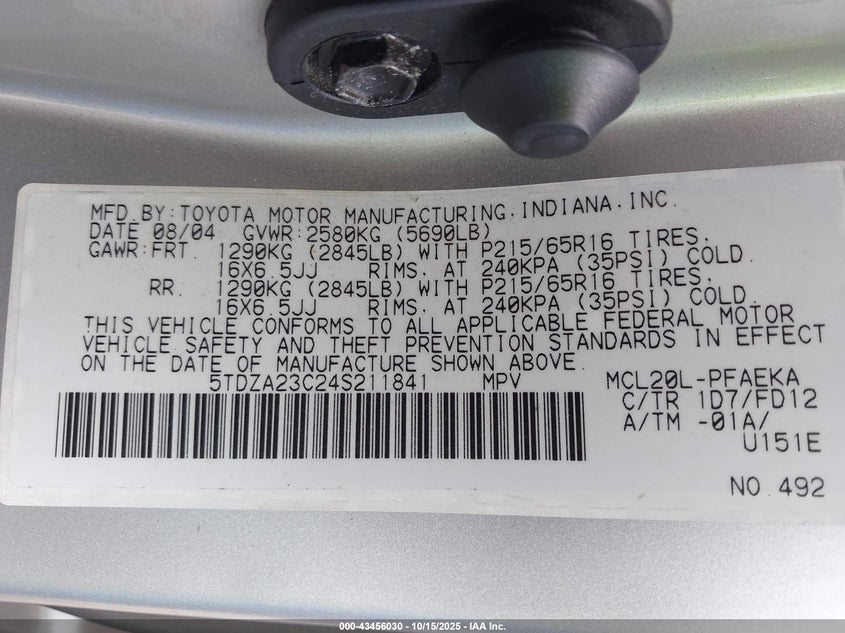 MFD.BY:TOYOTA MOTOR MANUFACTURING,INDIANA,INC.
DATE 08/04 GVWR:2580KG (5690LB)
GAWR:FRT. 1290KG (2845LB) WITH P215/65R16 TIRES,
16X6.5JJ RIMS, AT 240KPA (35PSI) COLD.
RR. 1290KG (2845LB) WITH P215/65R16 TIRES,
16X6.5JJ RIMS, AT 240KPA (35PSI) COLD.
THIS VEHICLE CONFORMS TO ALL APPLICABLE FEDERAL MOTOR
VEHICLE SAFETY AND THEFT PREVENTION STANDARDS IN EFFECT
ON THE DATE OF MANUFACTURE SHOWN ABOVE.
5TDZA23C24S211841 MPV MCL20L-PFAEKA
C/TR 1D7/FD12
A/TM -01A/
U151E
NO.492
000-43456030 - 10/15/2025 - IAA Inc.